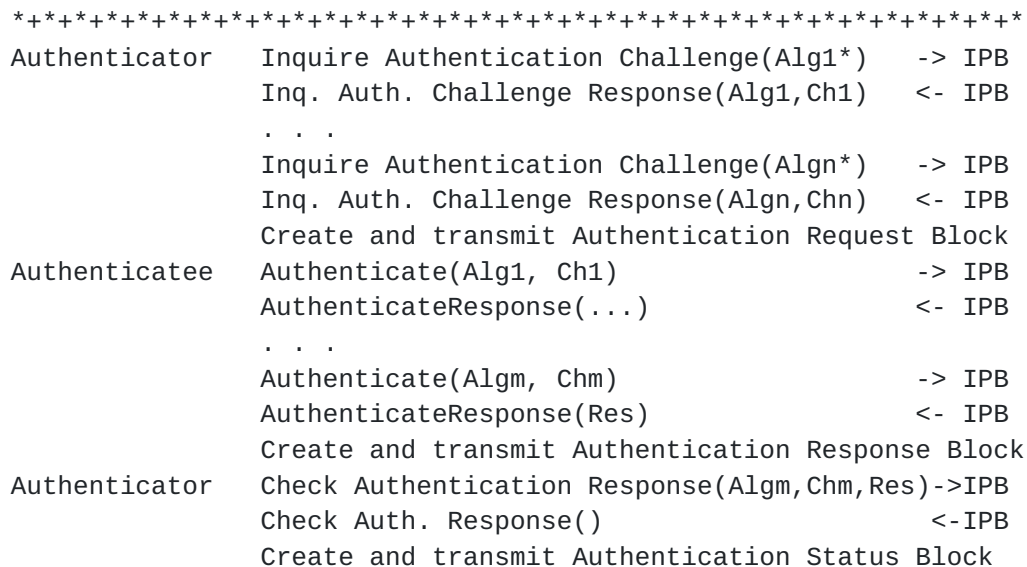 *+*+*+*+*+*+*+*+*+*+*+*+*+*+*+*+*+*+*+*+*+*+*+*+*+*+*+*+*+*+*+*+*
Authenticator   Inquire Authentication Challenge(Alg1*)   -> IPB
                Inq. Auth. Challenge Response(Alg1,Ch1)   <- IPB
                . . .
                Inquire Authentication Challenge(Algn*)   -> IPB
                Inq. Auth. Challenge Response(Algn,Chn)   <- IPB
                Create and transmit Authentication Request Block
Authenticatee   Authenticate(Alg1, Ch1)                   -> IPB
                AuthenticateResponse(...)                 <- IPB
                . . .
                Authenticate(Algm, Chm)                   -> IPB
                AuthenticateResponse(Res)                 <- IPB
                Create and transmit Authentication Response Block
Authenticator   Check Authentication Response(Algm,Chm,Res)->IPB
                Check Auth. Response()                     <-IPB
                Create and transmit Authentication Status Block